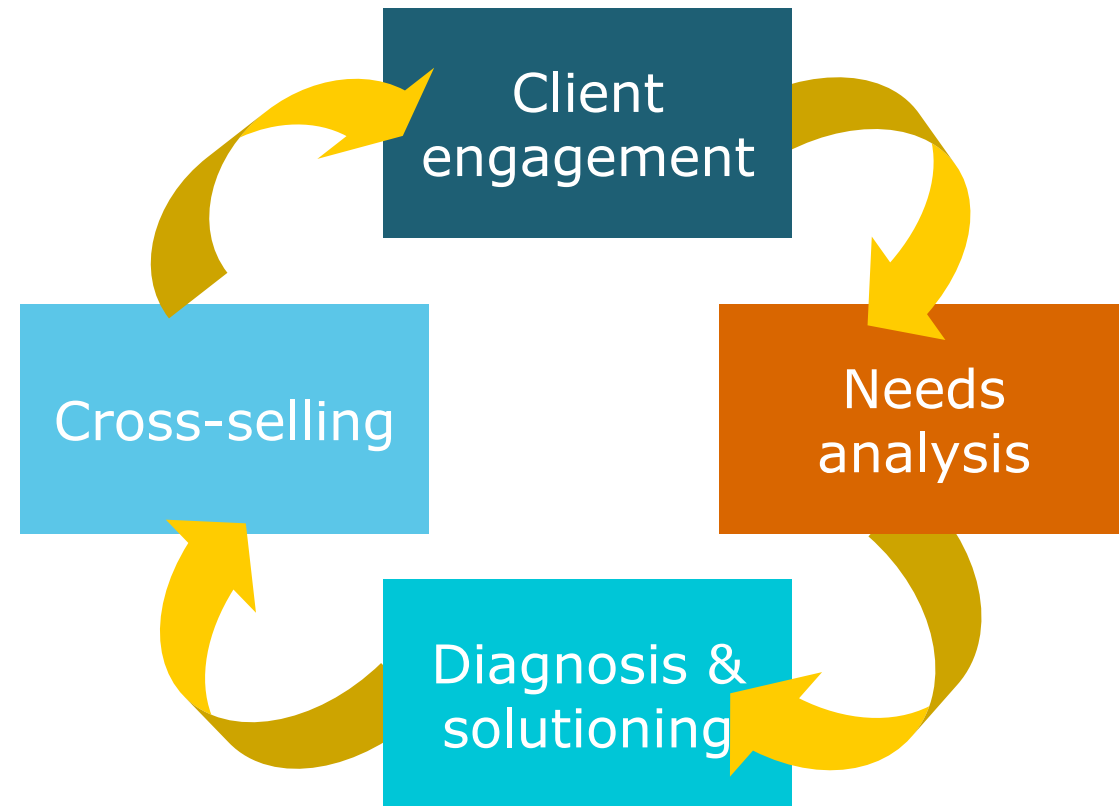 Client
engagement
Needs
analysis
Diagnosis &
solutioning
Cross-selling